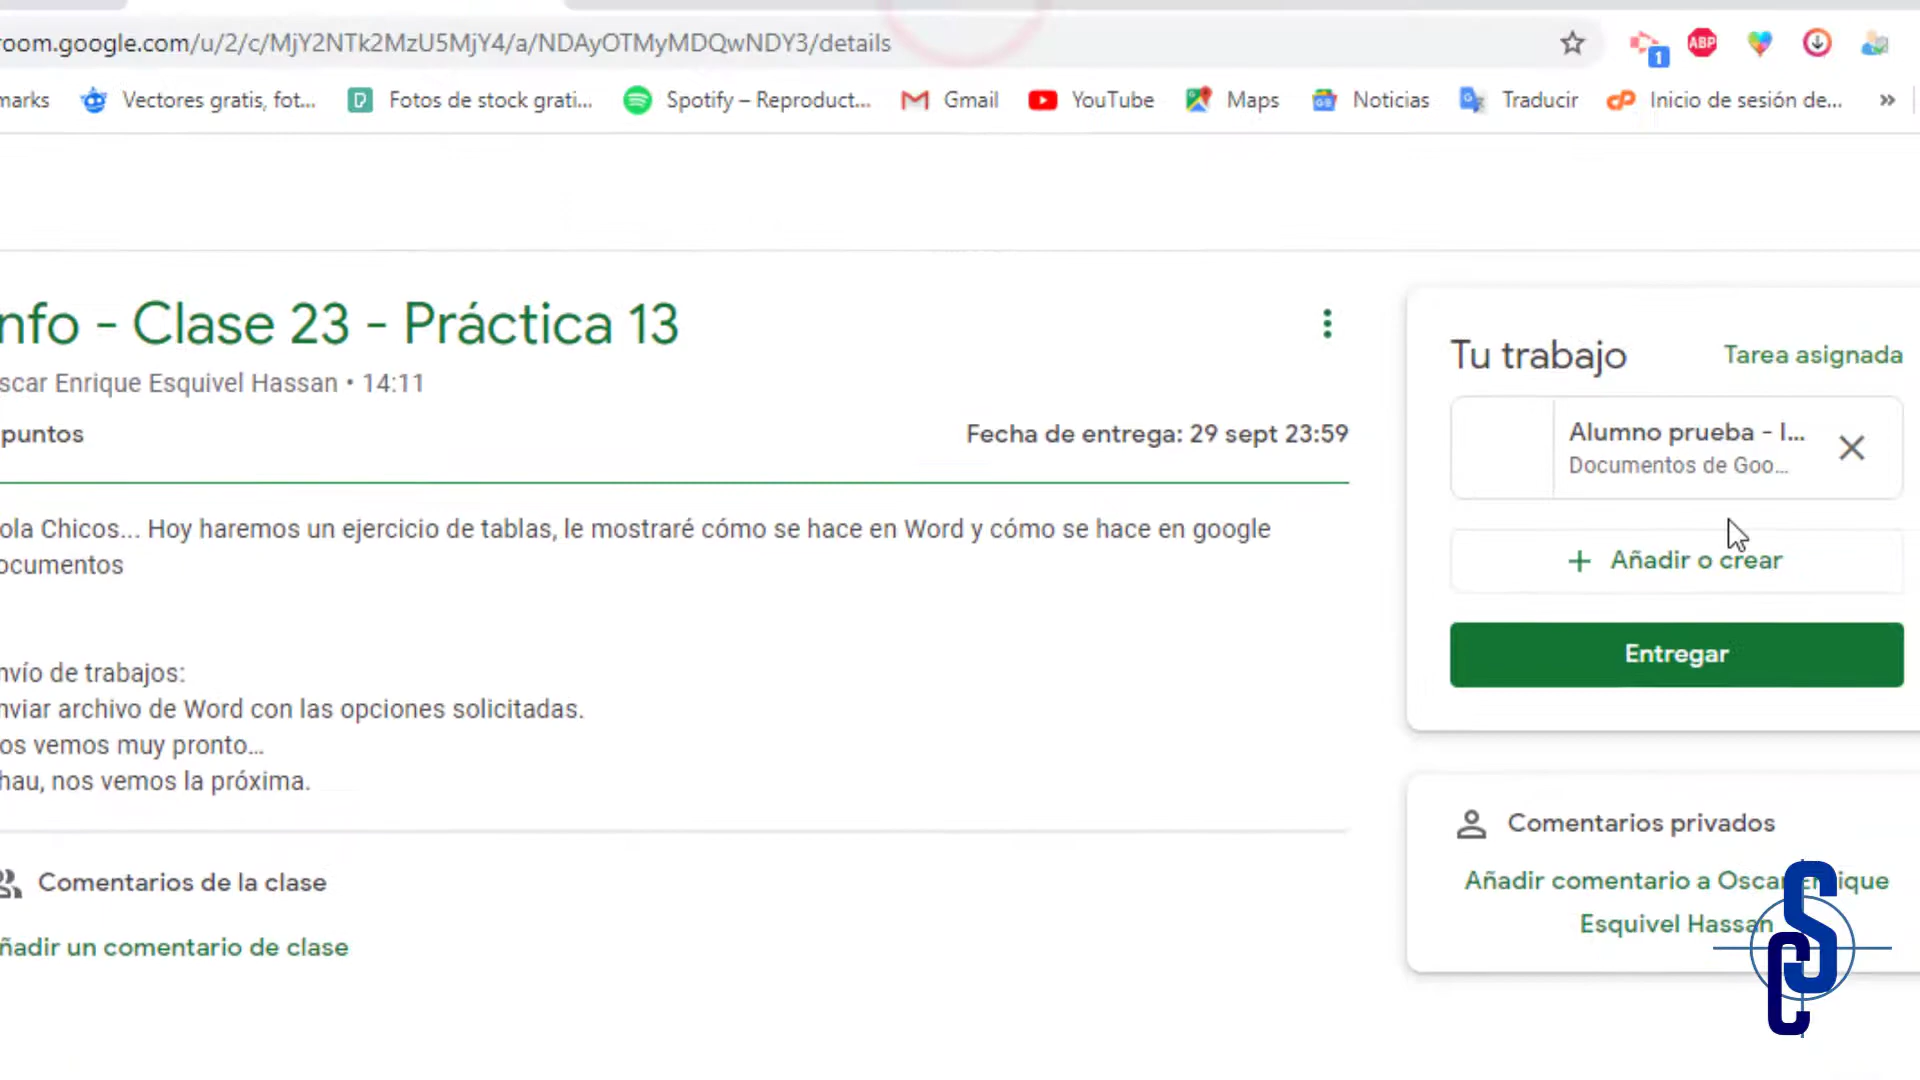 room.google.com/u/2/c/MjY2NTk2MzU5MjY4/a/NDAyOTMyMDQwNDY3/details
1
ABP
marks
Vectores gratis, fot...
Fotos de stock grati...
Spotify – Reproduct...
Gmail
YouTube
Maps
Noticias
Traducir
Inicio de sesión de...
»
nfo - Clase 23 - Práctica 13
scar Enrique Esquivel Hassan • 14:11
puntos
Fecha de entrega: 29 sept 23:59
ola Chicos... Hoy haremos un ejercicio de tablas, le mostraré cómo se hace en Word y cómo se hace en google
ocumentos
nvío de trabajos:
nviar archivo de Word con las opciones solicitadas.
os vemos muy pronto...
hau, nos vemos la próxima.
Comentarios de la clase
ñadir un comentario de clase
Tu trabajo
Tarea asignada
Alumno prueba - I...
Documentos de Goo...
+ Añadir o crear
Entregar
Comentarios privados
Añadir comentario a Oscar Enrique
Esquivel Hassan
SC